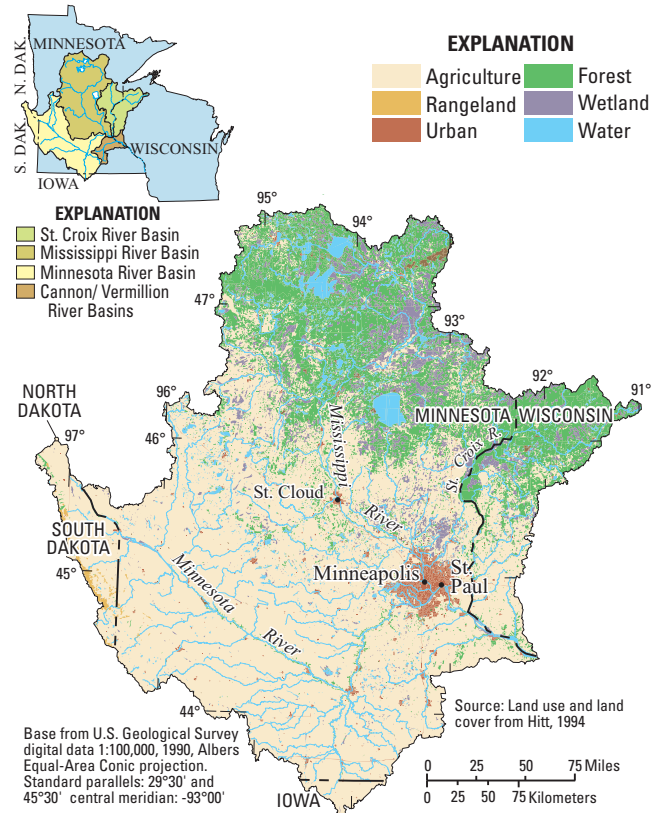 MINNESOTA
N. DAK.
S. DAK.
WISCONSIN
IOWA
EXPLANATION
St. Croix River Basin
Mississippi River Basin
Minnesota River Basin
Cannon/ Vermillion
River Basins
EXPLANATION
Agriculture
Rangeland
Urban
Forest
Wetland
Water
95°
94°
47°
93°
92°
91°
NORTH
DAKOTA
97°
96°
46°
MINNESOTA
WISCONSIN
Mississippi
River
St. Croix R.
St. Cloud
SOUTH
DAKOTA
45°
Minnesota
River
Minneapolis
St.
Paul
44°
IOWA
Source: Land use and land
cover from Hitt, 1994
Base from U.S. Geological Survey
digital data 1:100,000, 1990, Albers
Equal-Area Conic projection.
Standard parallels: 29°30' and
45°30' central meridian: -93°00'
0 25 50 75 Miles
0 25 50 75 Kilometers